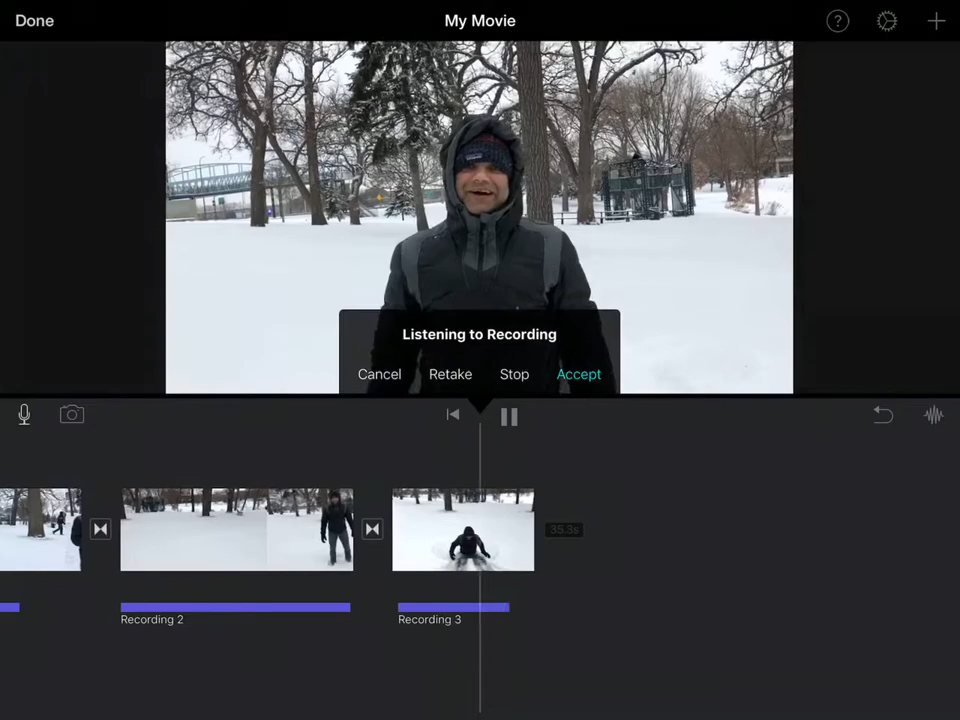 Done
My Movie
?
Listening to Recording
Cancel Retake Stop Accept
35.3s
Recording 2
Recording 3